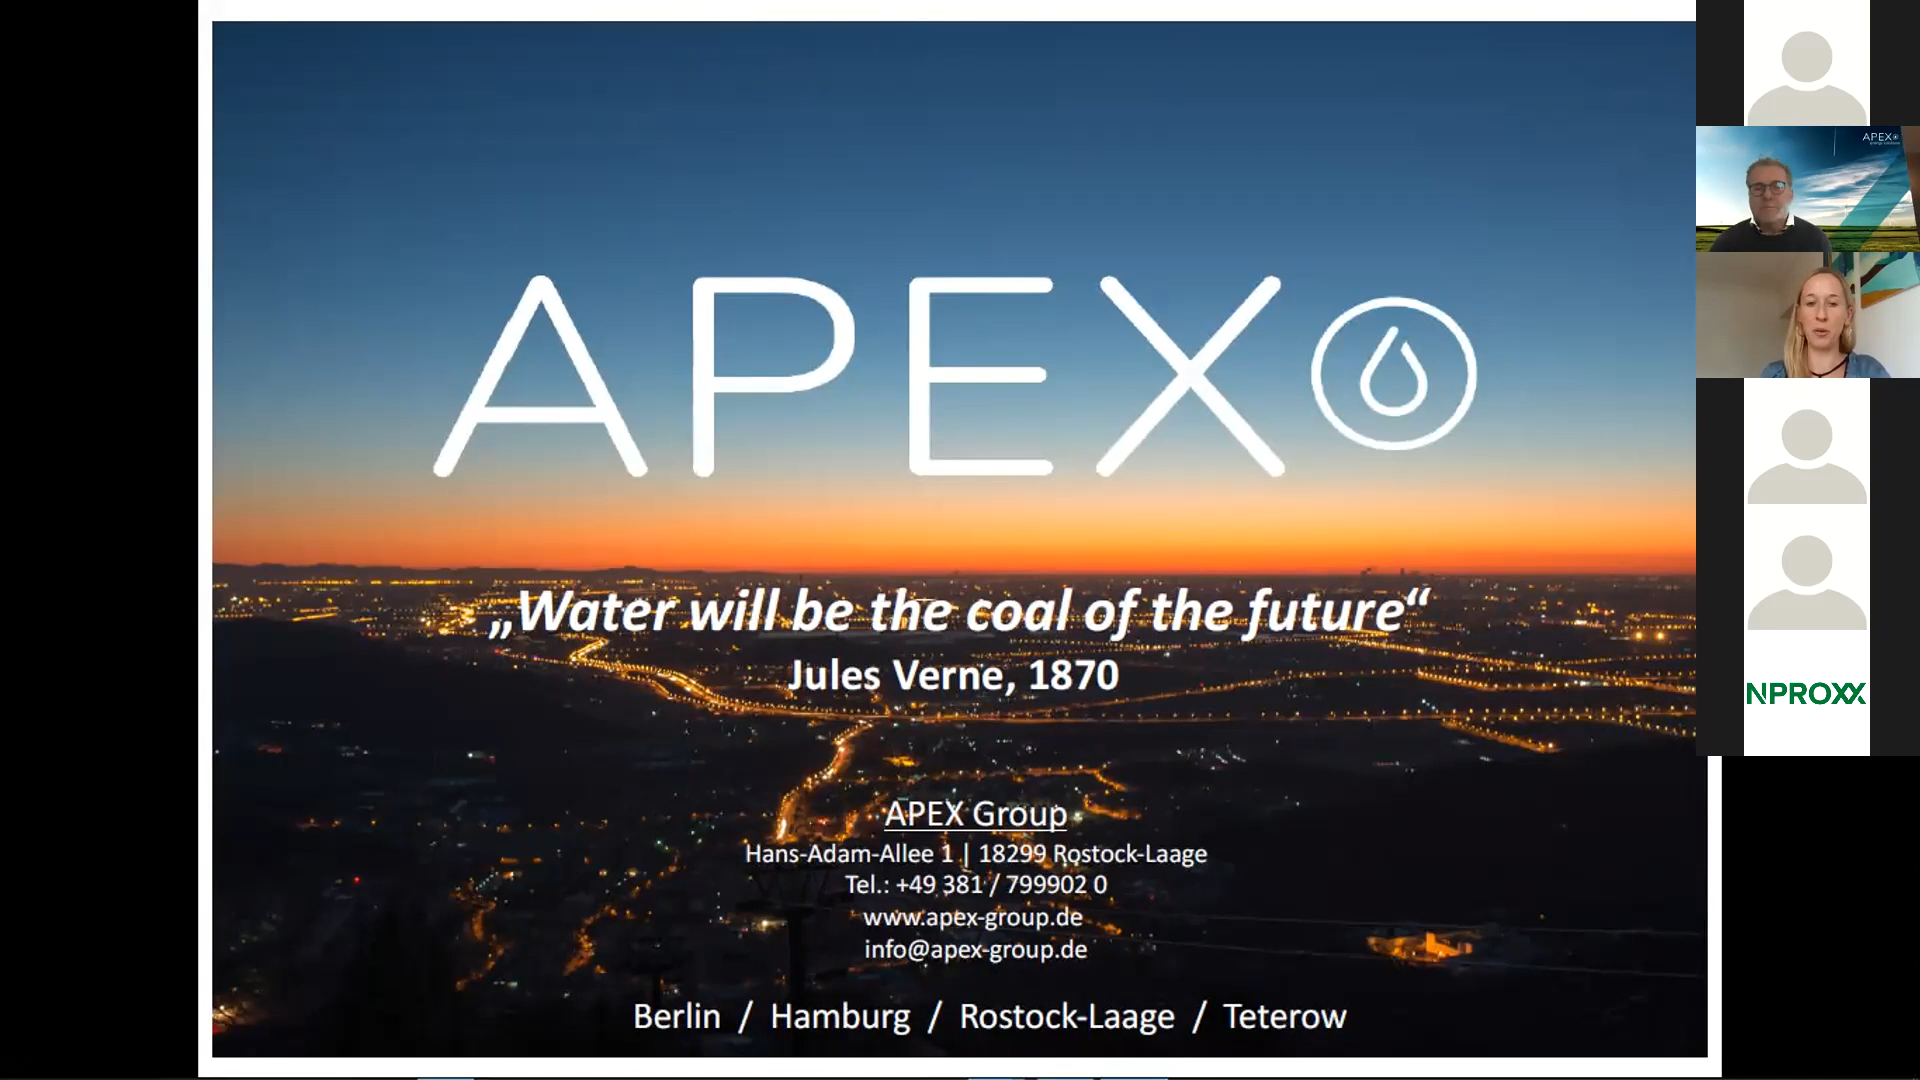 APEX
„Water will be the coal of the future“
Jules Verne, 1870
APEX Group
Hans-Adam-Allee 1 | 18299 Rostock-Laage
Tel.: +49 381 / 799902 0
www.apex-group.de
info@apex-group.de
Berlin / Hamburg / Rostock-Laage / Teterow
APEX
NPROXX